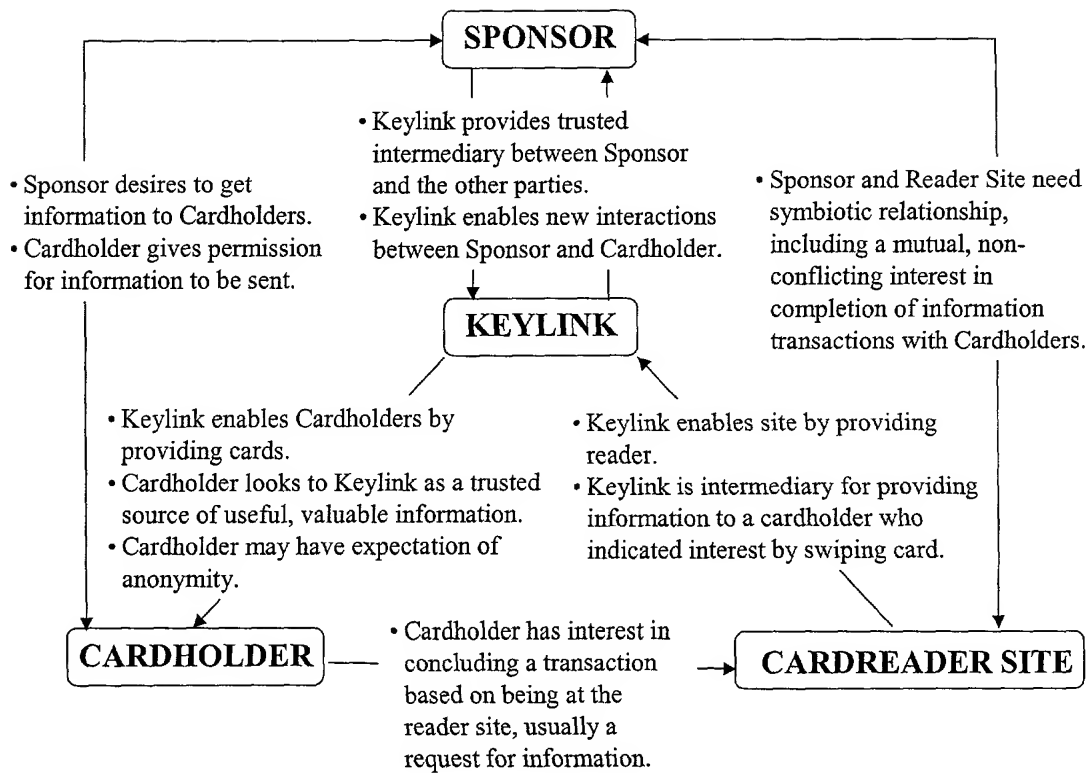 SPONSOR
• Keylink provides trusted
intermediary between Sponsor
and the other parties.
• Keylink enables new interactions
between Sponsor and Cardholder.
• Sponsor desires to get
information to Cardholders.
• Cardholder gives permission
for information to be sent.
• Sponsor and Reader Site need
symbiotic relationship,
including a mutual, non-
conflicting interest in
completion of information
transactions with Cardholders.
KEYLINK
• Keylink enables Cardholders by
providing cards.
• Cardholder looks to Keylink as a trusted
source of useful, valuable information.
• Cardholder may have expectation of
anonymity.
• Keylink enables site by providing
reader.
• Keylink is intermediary for providing
information to a cardholder who
indicated interest by swiping card.
CARDHOLDER
• Cardholder has interest in
concluding a transaction
based on being at the
reader site, usually a
request for information.
CARDREADER SITE